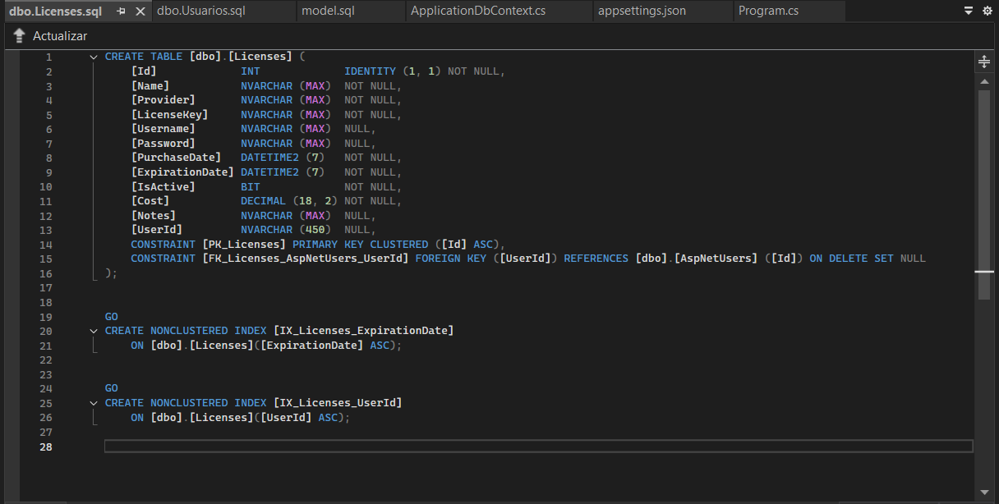 dbo.Licenses.sql dbo.Usuarios.sql model.sql ApplicationDbContext.cs appsettings.json Program.cs
Actualizar
1 CREATE TABLE [dbo].[Licenses] (
2 [Id] INT IDENTITY (1, 1) NOT NULL,
3 [Name] NVARCHAR (MAX) NOT NULL,
4 [Provider] NVARCHAR (MAX) NOT NULL,
5 [LicenseKey] NVARCHAR (MAX) NOT NULL,
6 [Username] NVARCHAR (MAX) NULL,
7 [Password] NVARCHAR (MAX) NULL,
8 [PurchaseDate] DATETIME2 (7) NOT NULL,
9 [ExpirationDate] DATETIME2 (7) NOT NULL,
10 [IsActive] BIT NOT NULL,
11 [Cost] DECIMAL (18, 2) NOT NULL,
12 [Notes] NVARCHAR (MAX) NULL,
13 [UserId] NVARCHAR (450) NULL,
14 CONSTRAINT [PK_Licenses] PRIMARY KEY CLUSTERED ([Id] ASC),
15 CONSTRAINT [FK_Licenses_AspNetUsers_UserId] FOREIGN KEY ([UserId]) REFERENCES [dbo].[AspNetUsers] ([Id]) ON DELETE SET NULL
16 );
17
18
19 GO
20 CREATE NONCLUSTERED INDEX [IX_Licenses_ExpirationDate]
21 ON [dbo].[Licenses]([ExpirationDate] ASC);
22
23
24 GO
25 CREATE NONCLUSTERED INDEX [IX_Licenses_UserId]
26 ON [dbo].[Licenses]([UserId] ASC);
27
28